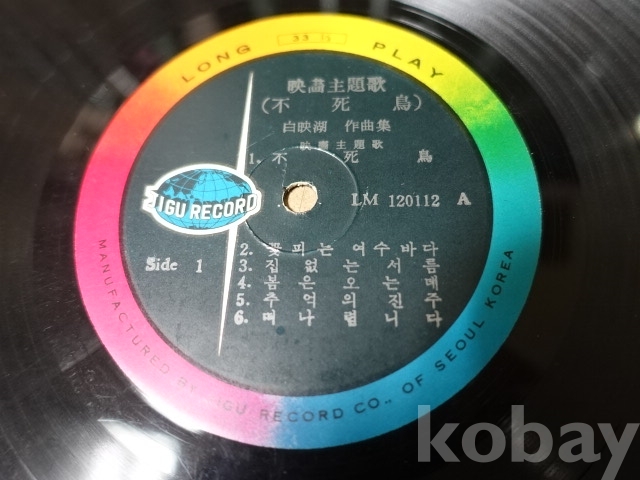 LONG 33 ⅓ PLAY
映畵主題歌
(不死鳥)
白映湖 作曲集
映畵主題歌
1. 不死鳥
SIGU RECORD
LM 120112 A
Side 1
2. 꽃피는 여수바다
3. 집없는서름
4. 봄은오는데
5. 추억의진주
6. 떠나렵니다
MANUFACTURED BY JIGU RECORD CO., OF SEOUL KOREA
kobay